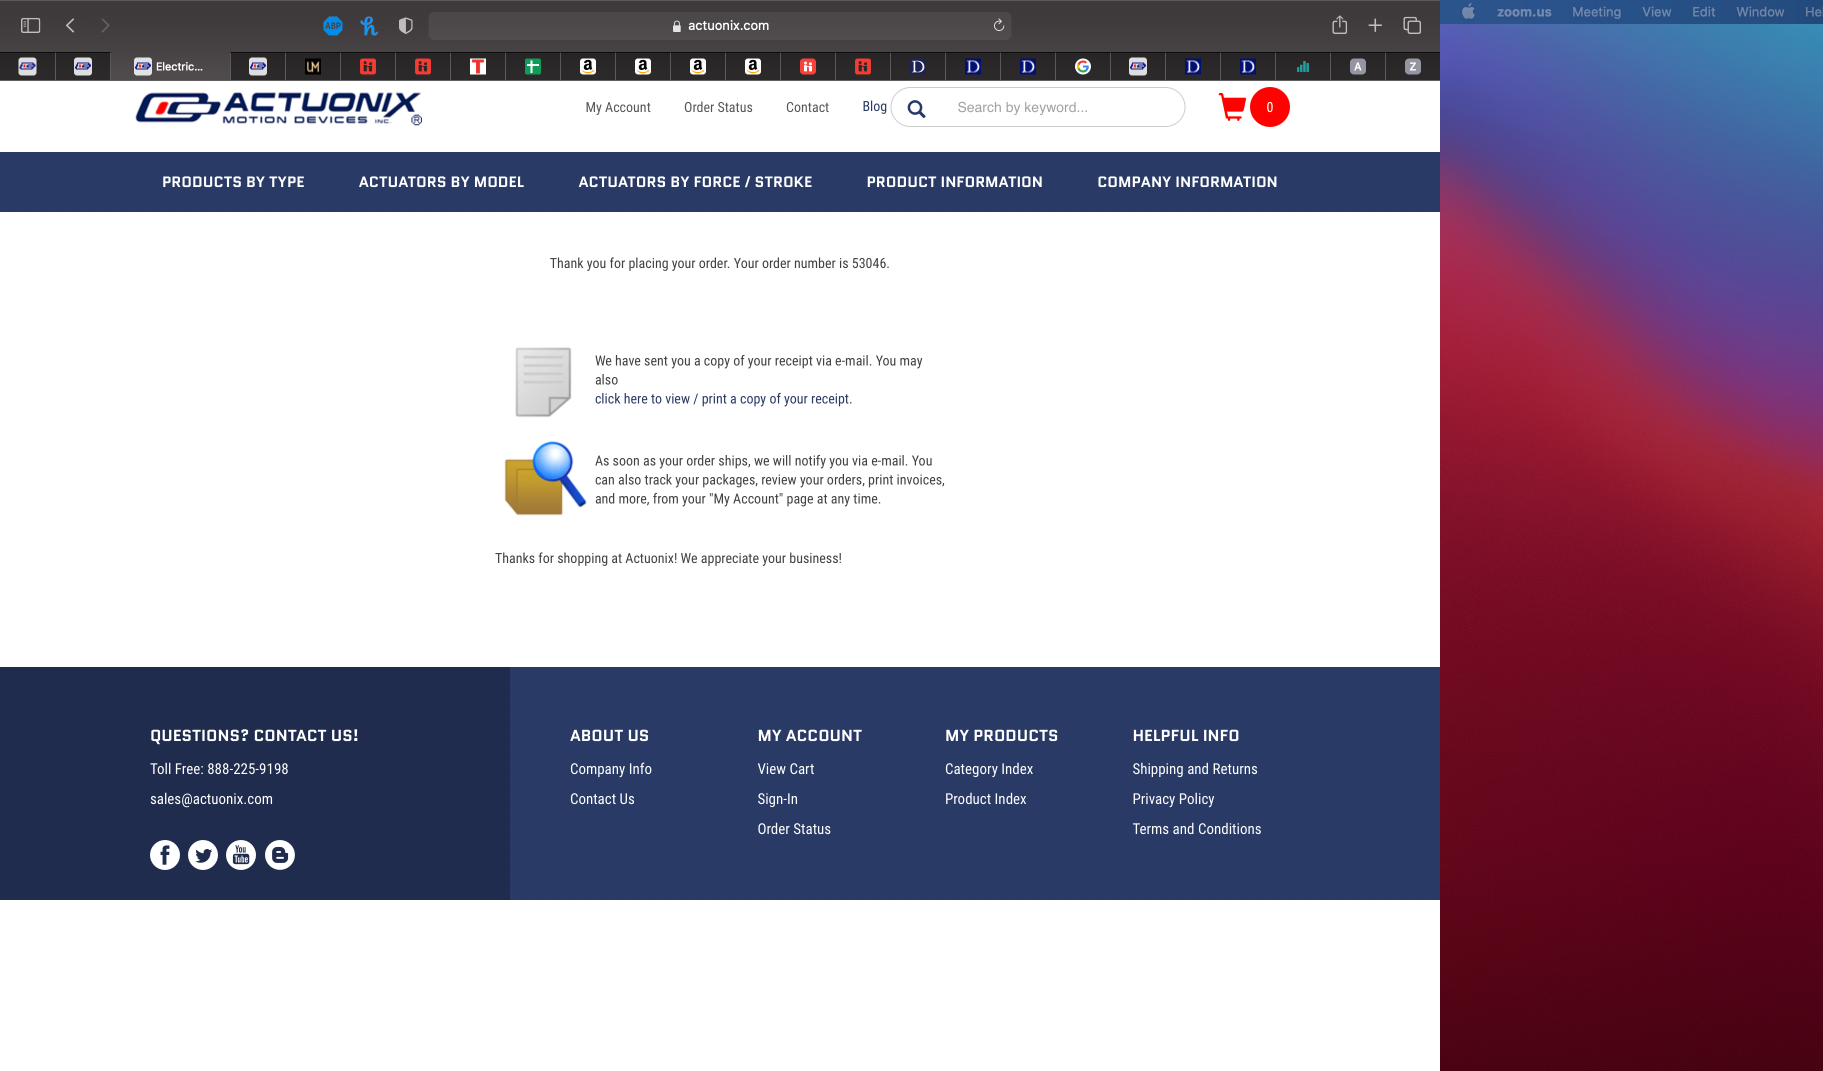 ABP
actuonix.com
zoom.us Meeting View Edit Window He
Electric...
LM
T
a
a
a
a
D
D
D
G
D
D
A
Z
ACTUONIX
MOTION DEVICES INC. ®
My Account
Order Status
Contact
Blog
Search by keyword...
0
PRODUCTS BY TYPE
ACTUATORS BY MODEL
ACTUATORS BY FORCE / STROKE
PRODUCT INFORMATION
COMPANY INFORMATION
Thank you for placing your order. Your order number is 53046.
We have sent you a copy of your receipt via e-mail. You may
also
click here to view / print a copy of your receipt.
As soon as your order ships, we will notify you via e-mail. You
can also track your packages, review your orders, print invoices,
and more, from your "My Account" page at any time.
Thanks for shopping at Actuonix! We appreciate your business!
QUESTIONS? CONTACT US!
Toll Free: 888-225-9198
sales@actuonix.com
You
Tube
ABOUT US
Company Info
Contact Us
MY ACCOUNT
View Cart
Sign-In
Order Status
MY PRODUCTS
Category Index
Product Index
HELPFUL INFO
Shipping and Returns
Privacy Policy
Terms and Conditions